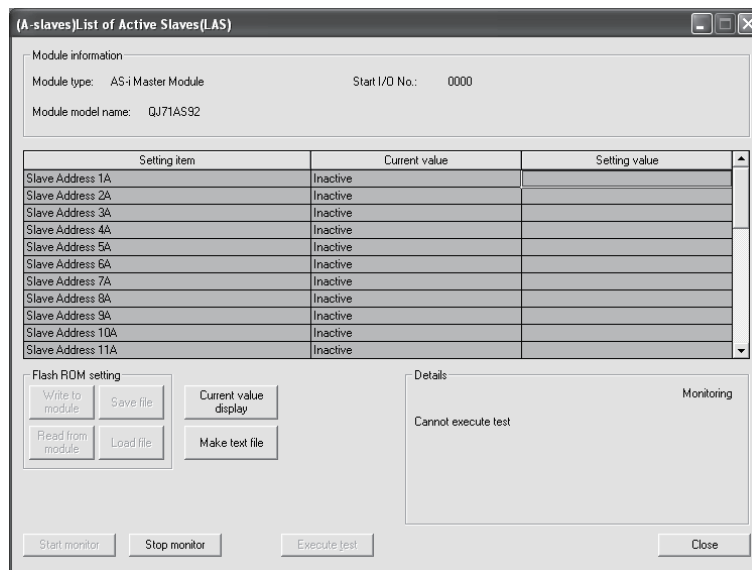 (A-slaves)List of Active Slaves(LAS)
Module information
Module type: AS-i Master Module Start I/O No.: 0000
Module model name: QJ71AS92
Setting item Current value Setting value
Slave Address 1A Inactive
Slave Address 2A Inactive
Slave Address 3A Inactive
Slave Address 4A Inactive
Slave Address 5A Inactive
Slave Address 6A Inactive
Slave Address 7A Inactive
Slave Address 8A Inactive
Slave Address 9A Inactive
Slave Address 10A Inactive
Slave Address 11A Inactive
Flash ROM setting
Write to module
Save file
Current value display
Read from module
Load file
Make text file
Details
Monitoring
Cannot execute test
Start monitor Stop monitor Execute test Close